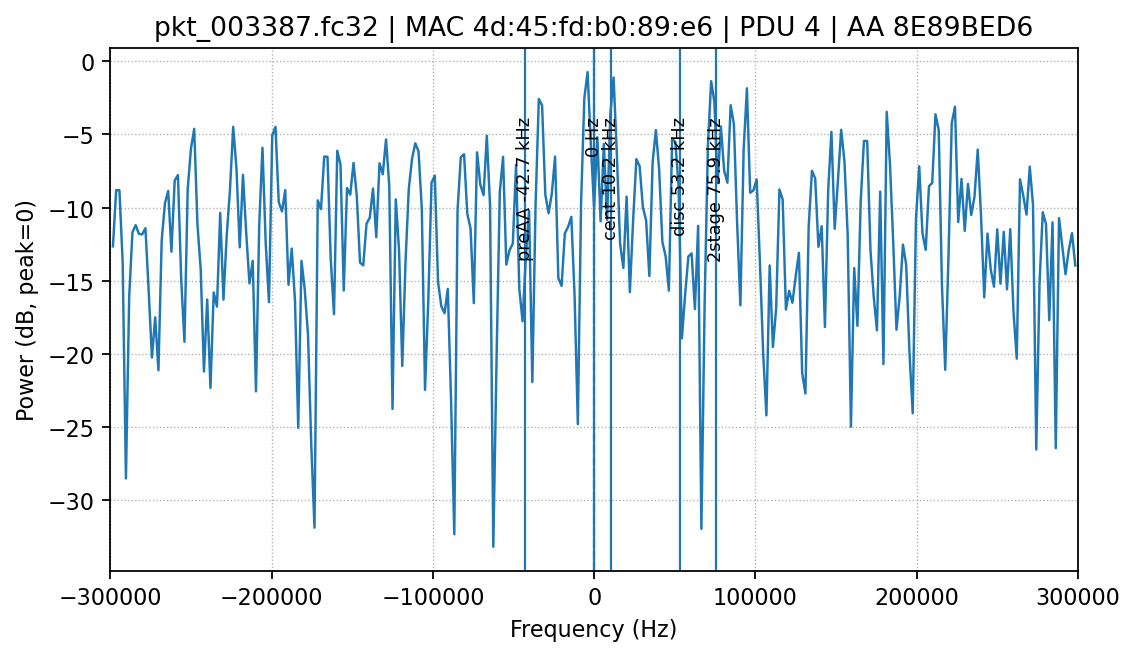 pkt_003387.fc32 | MAC 4d:45:fd:b0:89:e6 | PDU 4 | AA 8E89BED6
Power (dB, peak=0)
0
−5
−10
−15
−20
−25
−30
preAA -42.7 kHz
0 Hz
cent 10.2 kHz
disc 53.2 kHz
2stage 75.9 kHz
−300000
−200000
−100000
0
100000
200000
300000
Frequency (Hz)